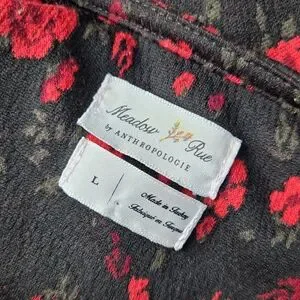 Meadow Rue
by ANTHROPOLOGIE
L
Made in Turkey
Fabriqué en Turquie